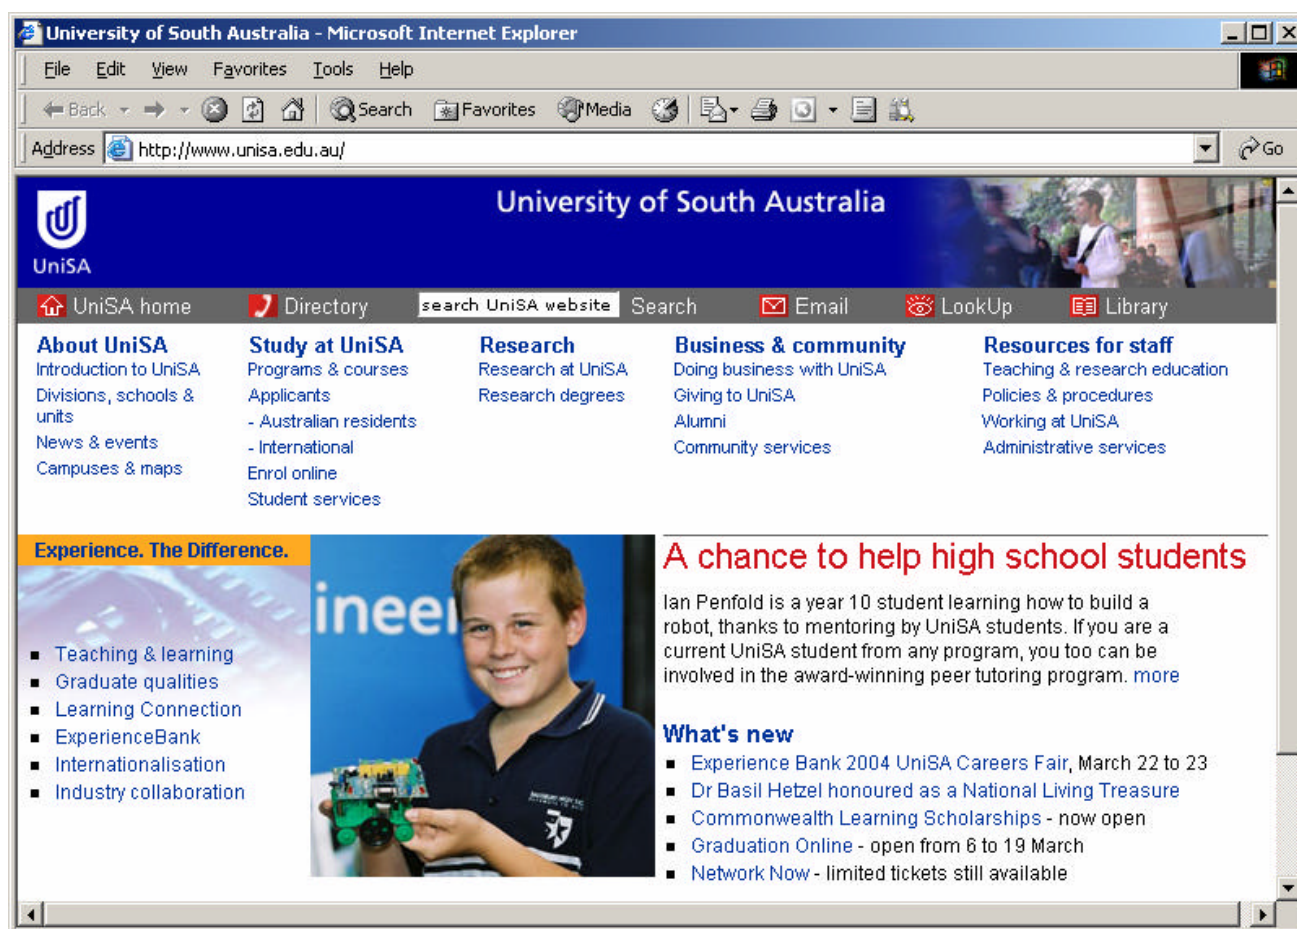 University of South Australia - Microsoft Internet Explorer
File Edit View Favorites Tools Help
Back Search Favorites Media
Address http://www.unisa.edu.au/ Go
University of South Australia
UniSA
UniSA home Directory search UniSA website Search Email LookUp Library
About UniSA
Introduction to UniSA
Divisions, schools &
units
News & events
Campuses & maps
Study at UniSA
Programs & courses
Applicants
- Australian residents
- International
Enrol online
Student services
Research
Research at UniSA
Research degrees
Business & community
Doing business with UniSA
Giving to UniSA
Alumni
Community services
Resources for staff
Teaching & research education
Policies & procedures
Working at UniSA
Administrative services
Experience. The Difference.
Teaching & learning
Graduate qualities
Learning Connection
ExperienceBank
Internationalisation
Industry collaboration
ineer
A chance to help high school students
Ian Penfold is a year 10 student learning how to build a
robot, thanks to mentoring by UniSA students. If you are a
current UniSA student from any program, you too can be
involved in the award-winning peer tutoring program. more
What's new
Experience Bank 2004 UniSA Careers Fair, March 22 to 23
Dr Basil Hetzel honoured as a National Living Treasure
Commonwealth Learning Scholarships - now open
Graduation Online - open from 6 to 19 March
Network Now - limited tickets still available